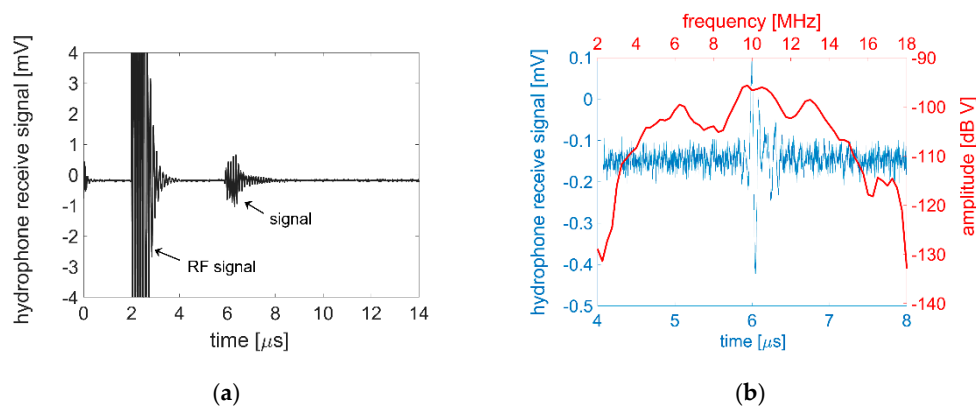 hydrophone receive signal [mV]
4
3
2
1
0
-1
-2
-3
-4
RF signal
signal
0 2 4 6 8 10 12 14
time [μs]
(a)
frequency [MHz]
2 4 6 8 10 12 14 16 18
hydrophone receive signal [mV]
0.1
0
-0.1
-0.2
-0.3
-0.4
-0.5
-90
-100
-110
-120
-130
-140
amplitude [dB V]
4 5 6 7 8
time [μs]
(b)